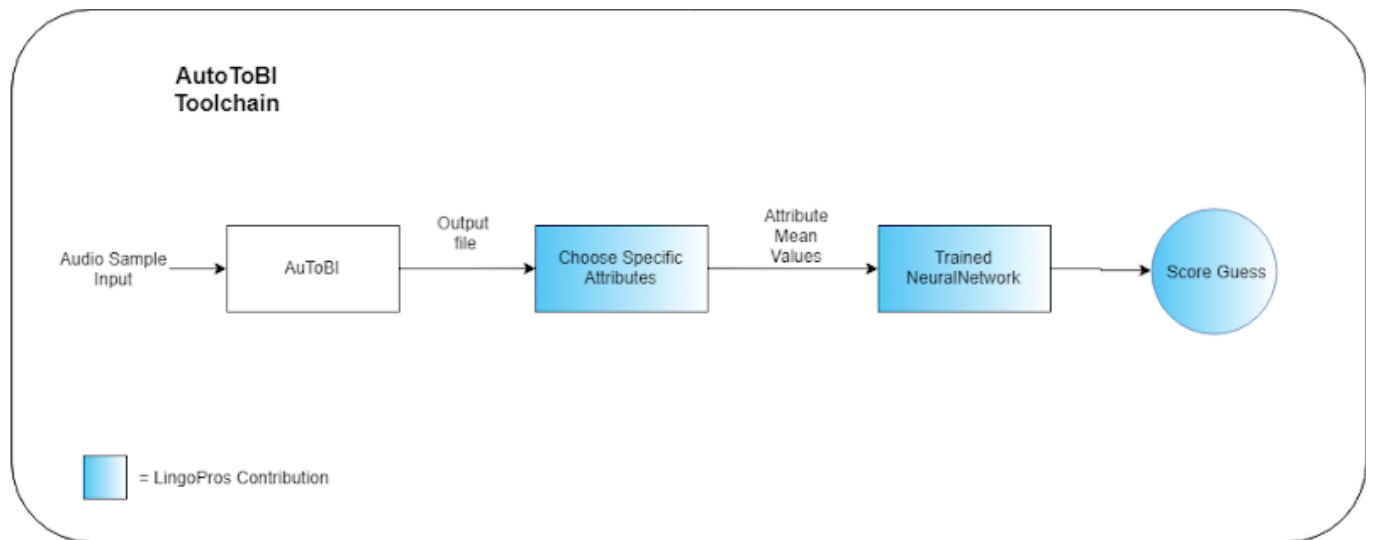 AutoToBI
Toolchain
Audio Sample
Input
AuToBI
Output
file
Choose Specific
Attributes
Attribute
Mean
Values
Trained
NeuralNetwork
Score Guess
= LingoPros Contribution